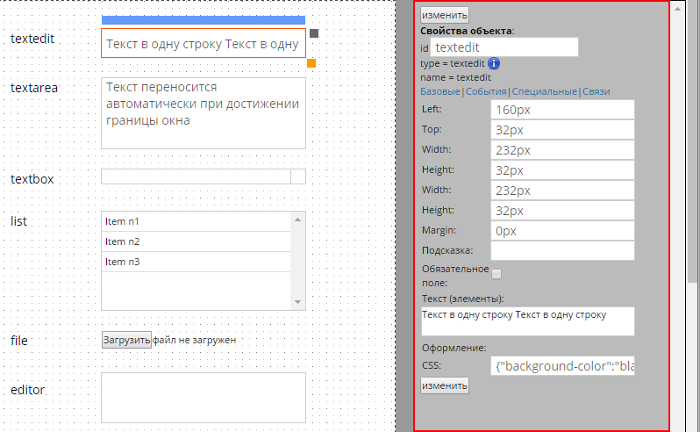 textedit
Текст в одну строку Текст в одну
textarea
Текст переносится
автоматически при достижении
границы окна
textbox
list
Item n1
Item n2
Item n3
file
Загрузить файл не загружен
editor
изменить
Свойства объекта:
id textedit
type = textedit i
name = textedit
Базовые|События|Специальные|Связи
Left: 160px
Top: 32px
Width: 232px
Height: 32px
Width: 232px
Height: 32px
Margin: 0px
Подсказка:
Обязательное
поле:
Текст (элементы):
Текст в одну строку Текст в одну строку
Оформление:
CSS: {"background-color":"bla
изменить